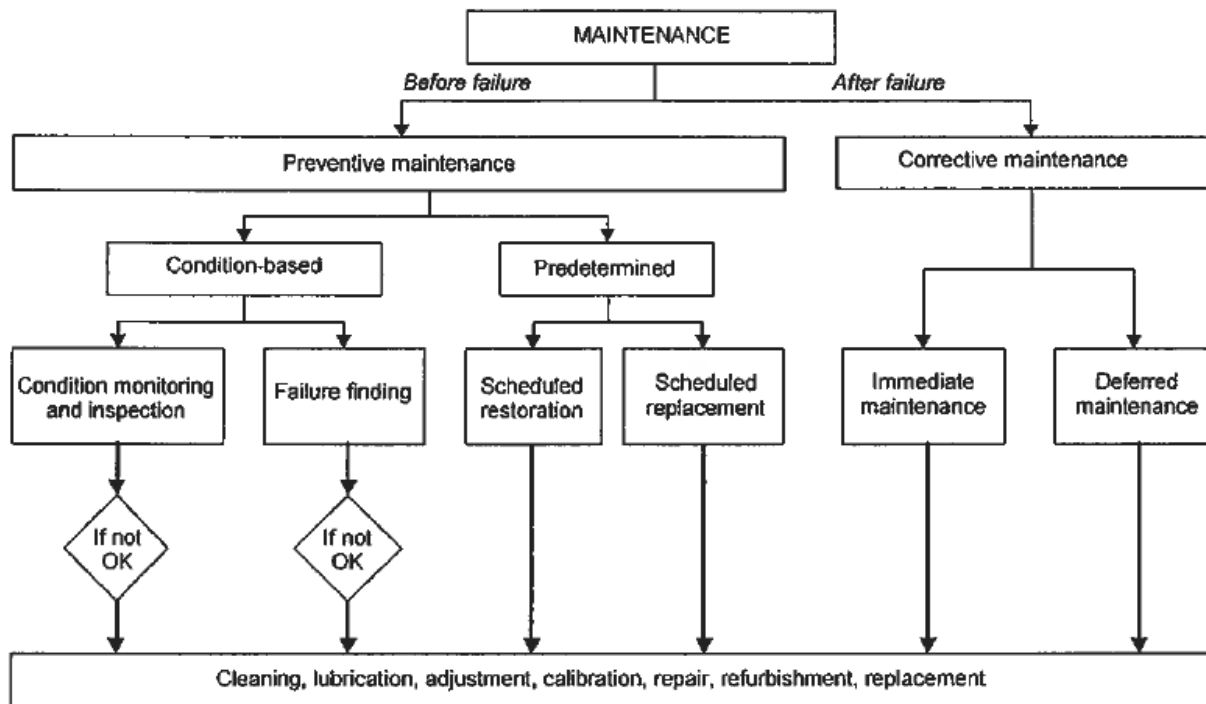 MAINTENANCE
Before failure
After failure
Preventive maintenance
Corrective maintenance
Condition-based
Predetermined
Condition monitoring
and inspection
Failure finding
Scheduled
restoration
Scheduled
replacement
Immediate
maintenance
Deferred
maintenance
If not
OK
If not
OK
Cleaning, lubrication, adjustment, calibration, repair, refurbishment, replacement